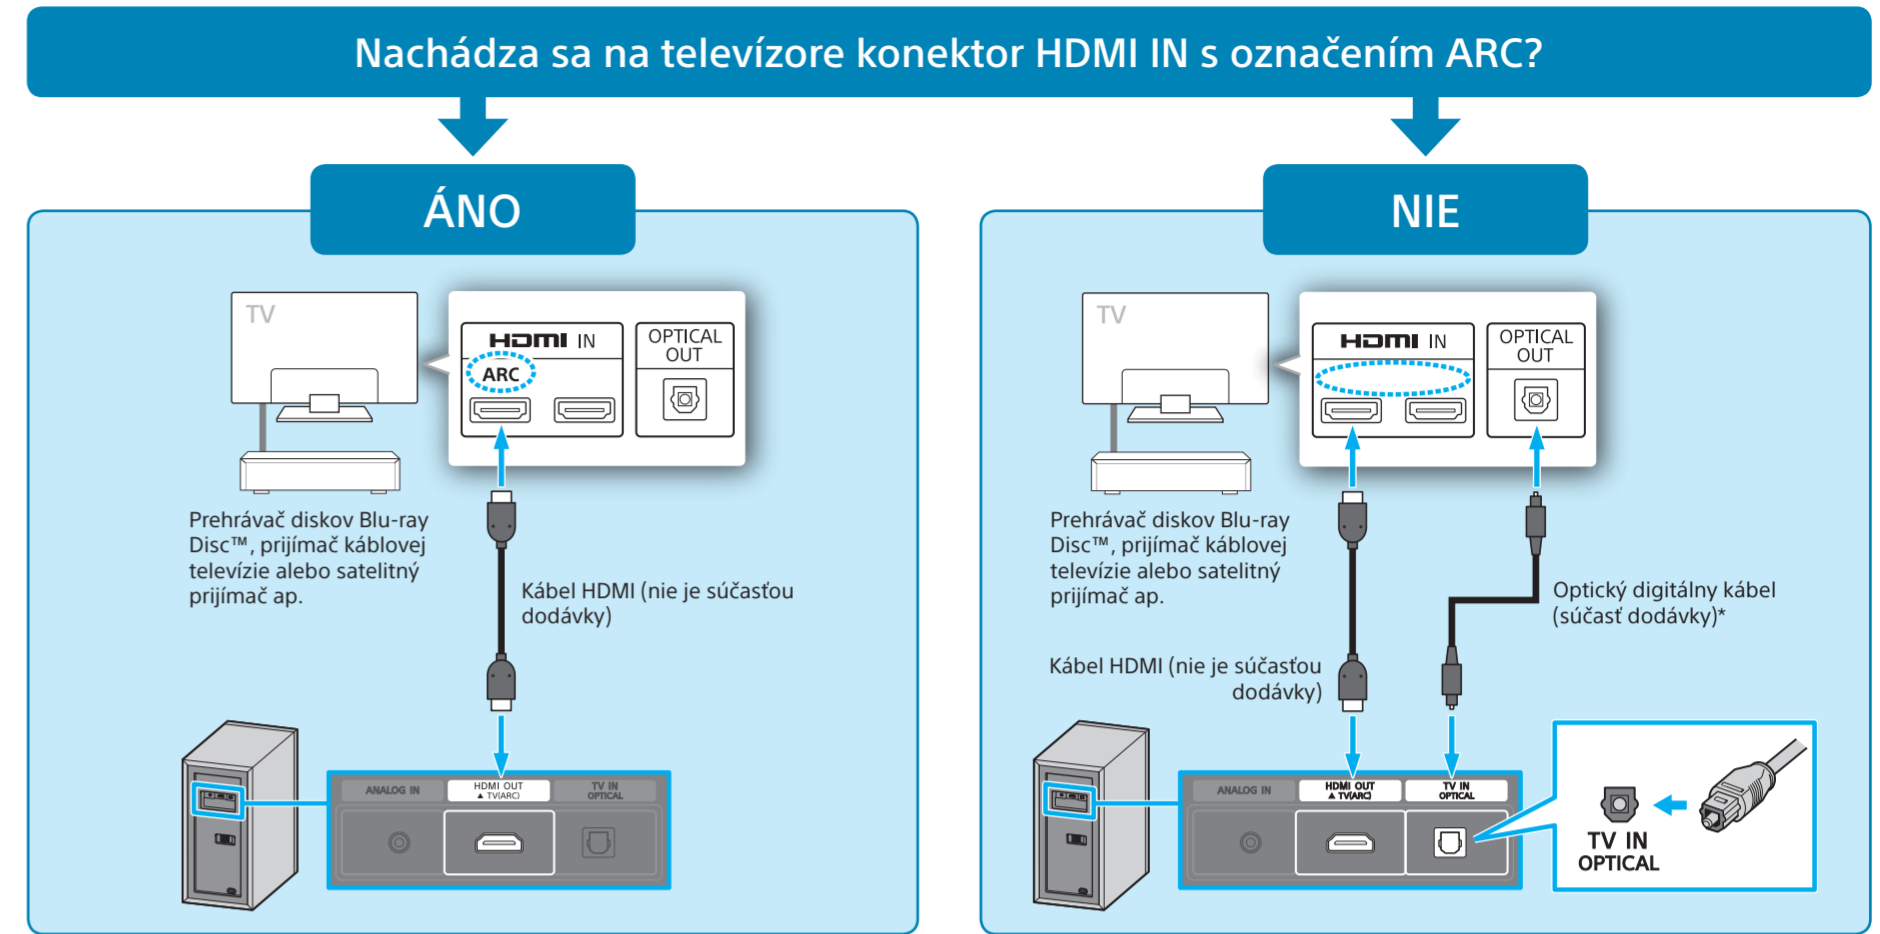 Nachádza sa na televízore konektor HDMI IN s označením ARC?
ÁNO
TV
HDMI IN
ARC
OPTICAL
OUT
Prehrávač diskov Blu-ray
Disc™, prijímač káblovej
televízie alebo satelitný
prijímač ap.
Kábel HDMI (nie je súčasťou
dodávky)
ANALOG IN
HDMI OUT
▲ TV(ARC)
TV IN
OPTICAL
NIE
TV
HDMI IN
OPTICAL
OUT
Prehrávač diskov Blu-ray
Disc™, prijímač káblovej
televízie alebo satelitný
prijímač ap.
Optický digitálny kábel
(súčasť dodávky)*
Kábel HDMI (nie je súčasťou
dodávky)
ANALOG IN
HDMI OUT
▲ TV(ARC)
TV IN
OPTICAL
TV IN
OPTICAL